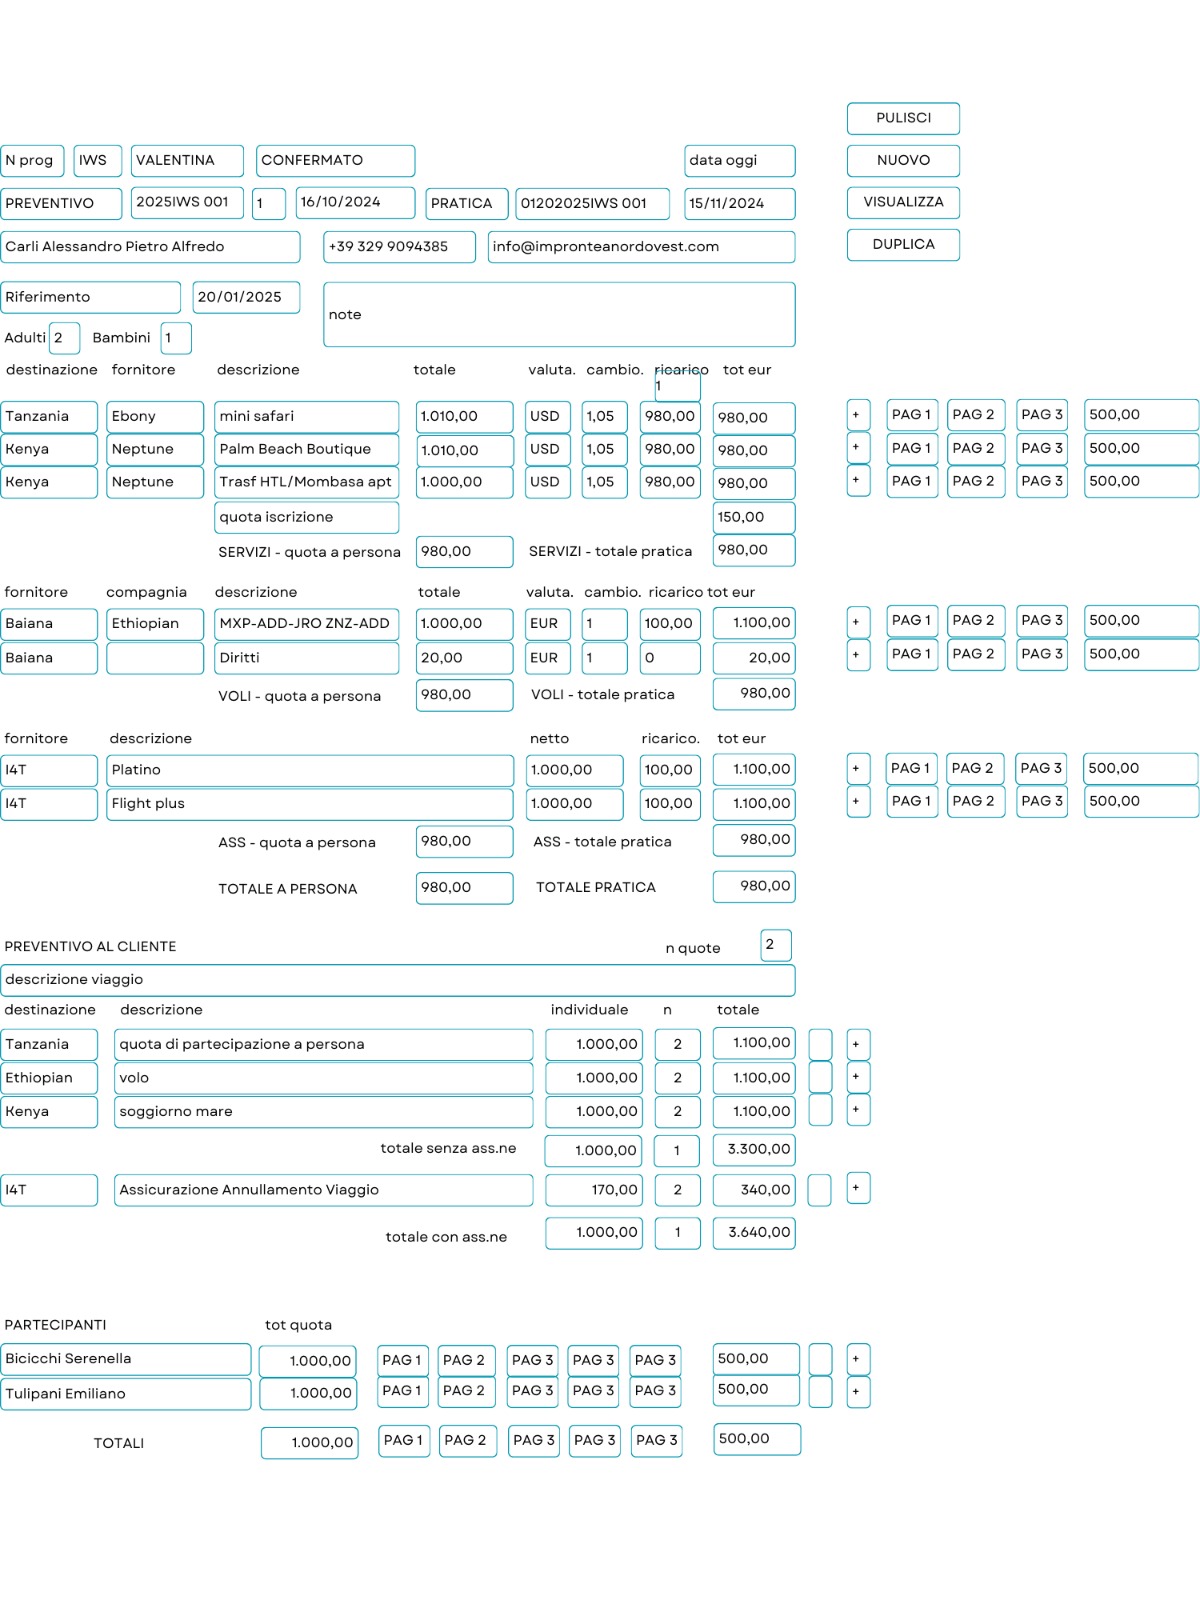 PULISCI
N prog IWS VALENTINA CONFERMATO data oggi NUOVO
PREVENTIVO 2025IWS 001 1 16/10/2024 PRATICA 01202025IWS 001 15/11/2024 VISUALIZZA
Carli Alessandro Pietro Alfredo +39 329 9094385 info@impronteanordovest.com DUPLICA
Riferimento 20/01/2025 note
Adulti 2 Bambini 1
destinazione fornitore descrizione totale valuta. cambio. ricarico tot eur
1
Tanzania Ebony mini safari 1.010,00 USD 1,05 980,00 980,00 + PAG 1 PAG 2 PAG 3 500,00
Kenya Neptune Palm Beach Boutique 1.010,00 USD 1,05 980,00 980,00 + PAG 1 PAG 2 PAG 3 500,00
Kenya Neptune Trasf HTL/Mombasa apt 1.000,00 USD 1,05 980,00 980,00 + PAG 1 PAG 2 PAG 3 500,00
quota iscrizione 150,00
SERVIZI - quota a persona 980,00 SERVIZI - totale pratica 980,00
fornitore compagnia descrizione totale valuta. cambio. ricarico tot eur
Baiana Ethiopian MXP-ADD-JRO ZNZ-ADD 1.000,00 EUR 1 100,00 1.100,00 + PAG 1 PAG 2 PAG 3 500,00
Baiana Diritti 20,00 EUR 1 0 20,00 + PAG 1 PAG 2 PAG 3 500,00
VOLI - quota a persona 980,00 VOLI - totale pratica 980,00
fornitore descrizione netto ricarico. tot eur
I4T Platino 1.000,00 100,00 1.100,00 + PAG 1 PAG 2 PAG 3 500,00
I4T Flight plus 1.000,00 100,00 1.100,00 + PAG 1 PAG 2 PAG 3 500,00
ASS - quota a persona 980,00 ASS - totale pratica 980,00
TOTALE A PERSONA 980,00 TOTALE PRATICA 980,00
PREVENTIVO AL CLIENTE n quote 2
descrizione viaggio
destinazione descrizione individuale n totale
Tanzania quota di partecipazione a persona 1.000,00 2 1.100,00 +
Ethiopian volo 1.000,00 2 1.100,00 +
Kenya soggiorno mare 1.000,00 2 1.100,00 +
totale senza ass.ne 1.000,00 1 3.300,00
I4T Assicurazione Annullamento Viaggio 170,00 2 340,00 +
totale con ass.ne 1.000,00 1 3.640,00
PARTECIPANTI tot quota
Bicicchi Serenella 1.000,00 PAG 1 PAG 2 PAG 3 PAG 3 PAG 3 500,00 +
Tulipani Emiliano 1.000,00 PAG 1 PAG 2 PAG 3 PAG 3 PAG 3 500,00 +
TOTALI 1.000,00 PAG 1 PAG 2 PAG 3 PAG 3 PAG 3 500,00